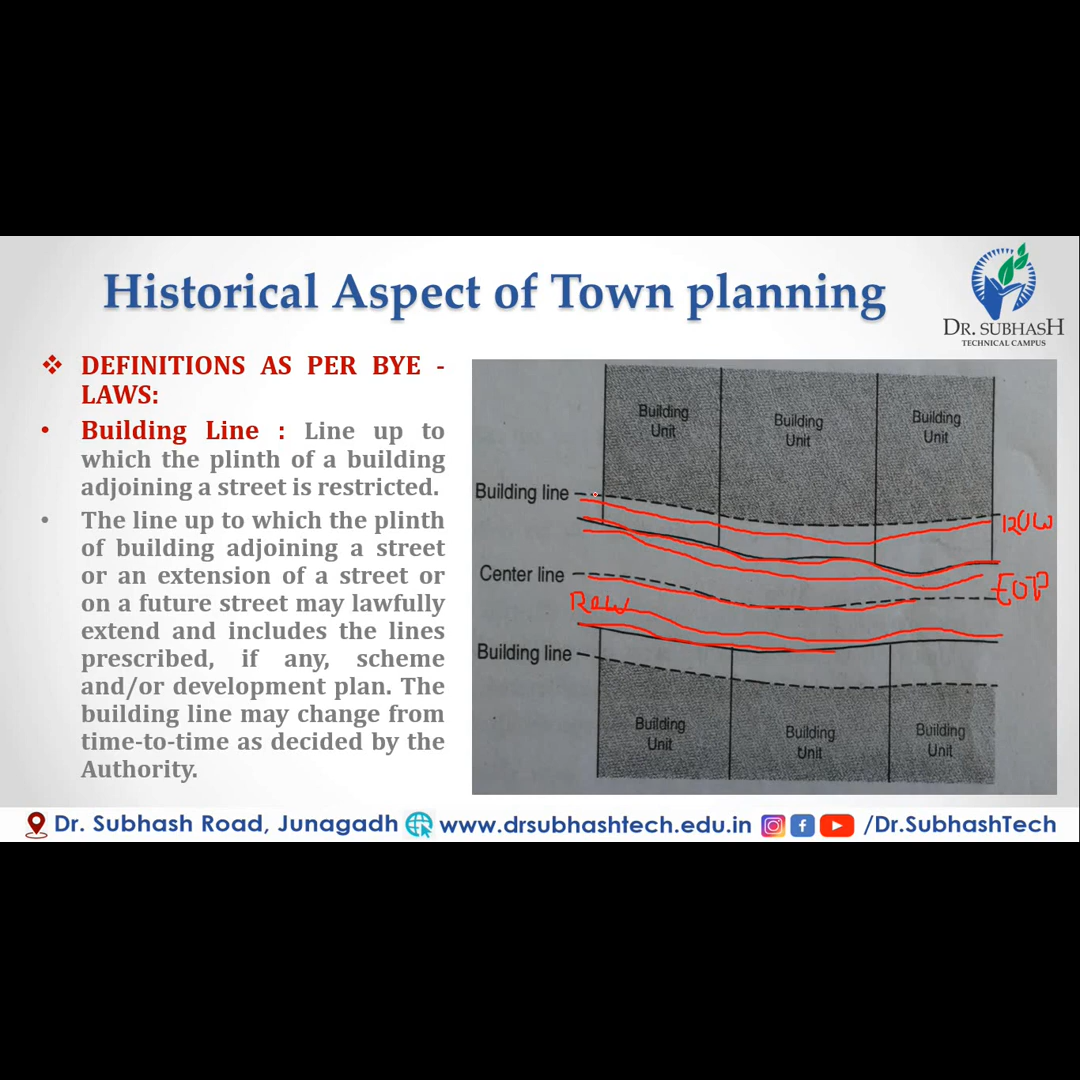 Historical Aspect of Town planning
DR. SUBHASH
TECHNICAL CAMPUS
❖ DEFINITIONS AS PER BYE -
LAWS:
• Building Line : Line up to
which the plinth of a building
adjoining a street is restricted.
• The line up to which the plinth
of building adjoining a street
or an extension of a street or
on a future street may lawfully
extend and includes the lines
prescribed, if any, scheme
and/or development plan. The
building line may change from
time-to-time as decided by the
Authority.
Building
Unit
Building
Unit
Building
Unit
Building line
ROW
Center line
EOP
ROW
Building line
Building
Unit
Building
Unit
Building
Unit
Dr. Subhash Road, Junagadh www.drsubhashtech.edu.in /Dr.SubhashTech